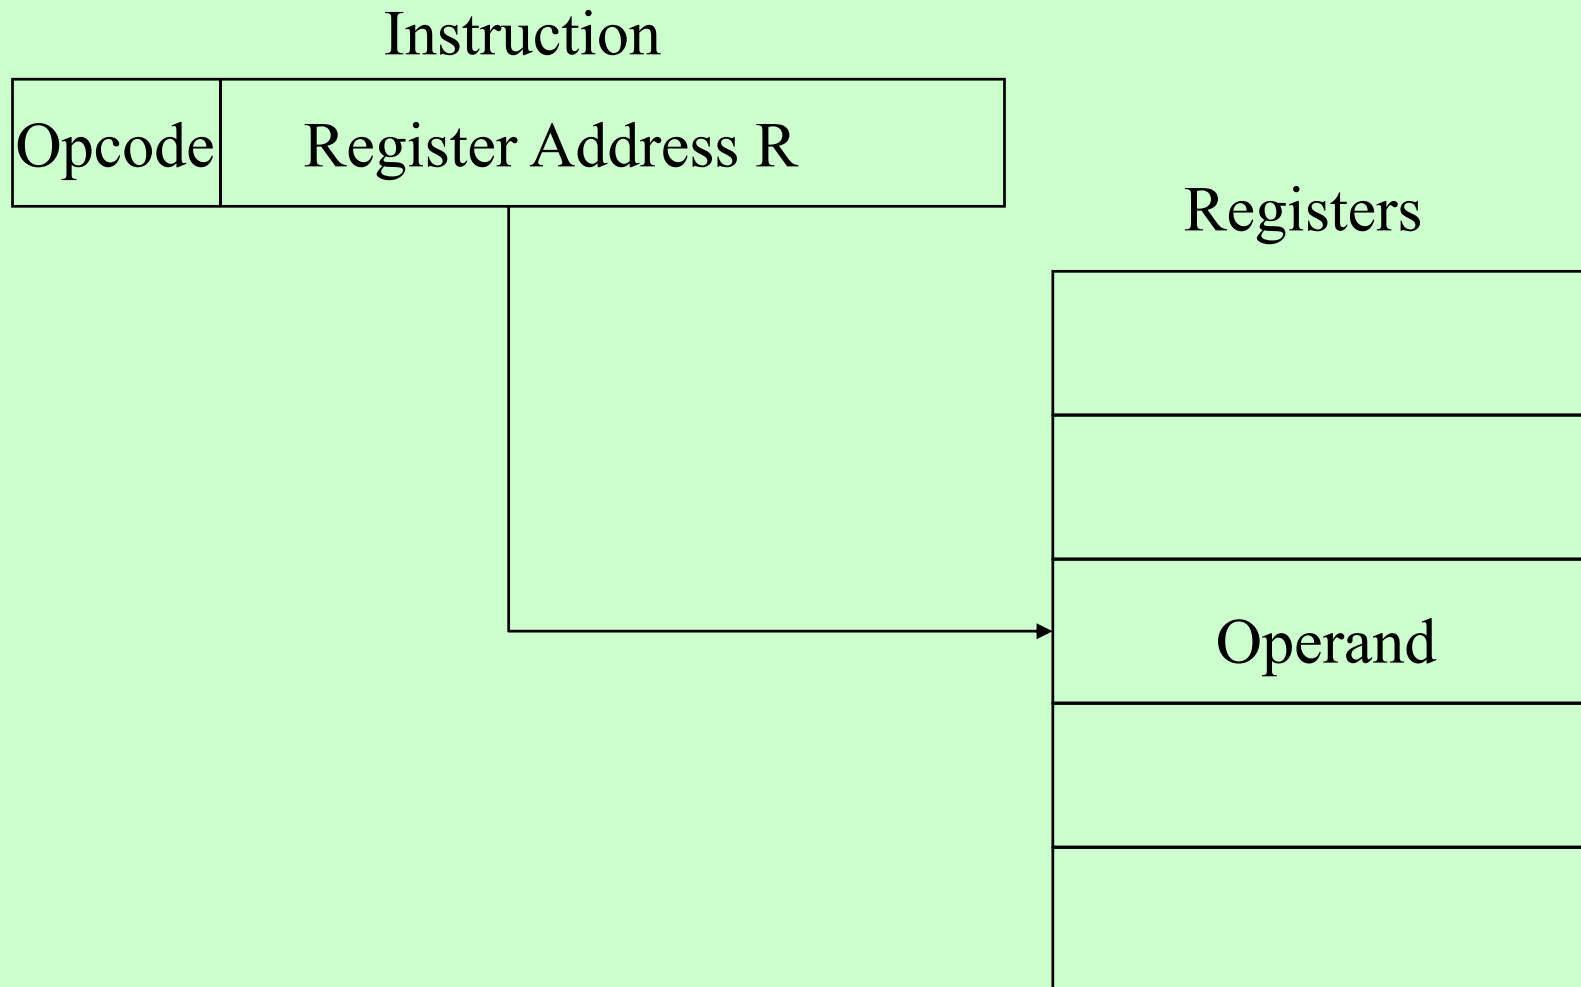 Instruction
Opcode
Register Address R
Registers
Operand